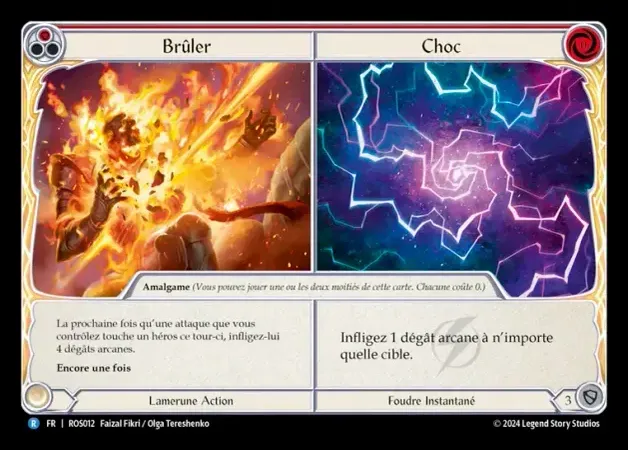 Brûler
Choc
Amalgame (Vous pouvez jouer une ou les deux moitiés de cette carte. Chacune coûte 0.)
La prochaine fois qu'une attaque que vous
contrôlez touche un héros ce tour-ci, infligez-lui
4 dégâts arcanes.
Encore une fois
Infligez 1 dégât arcane à n'importe
quelle cible.
Lamerune Action
Foudre Instantané
3
R FR | ROS012 Faizal Fikri / Olga Tereshenko
© 2024 Legend Story Studios